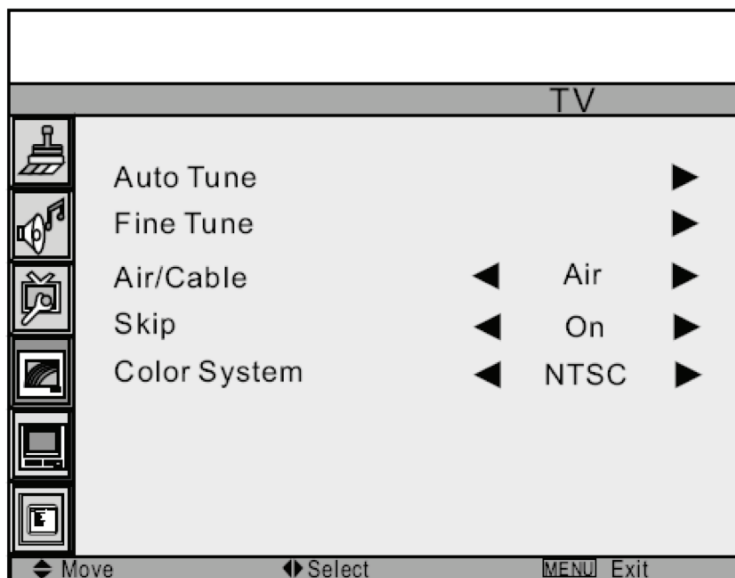 TV
Auto Tune
Fine Tune
Air/Cable Air
Skip On
Color System NTSC
Move Select MENU Exit